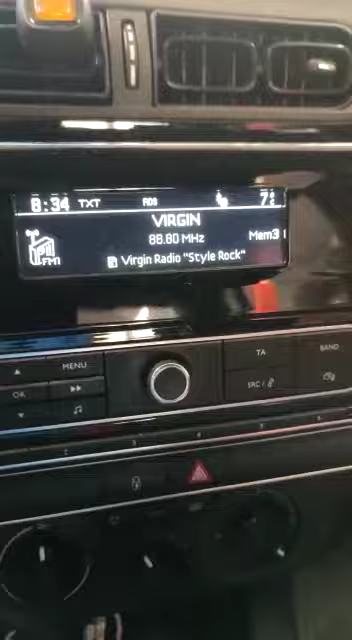 8:34 TXT RDS 7°c
VIRGIN
88.80 MHz Mem3
FM1
Virgin Radio "Style Rock"
MENU TA BAND
OK SRC /